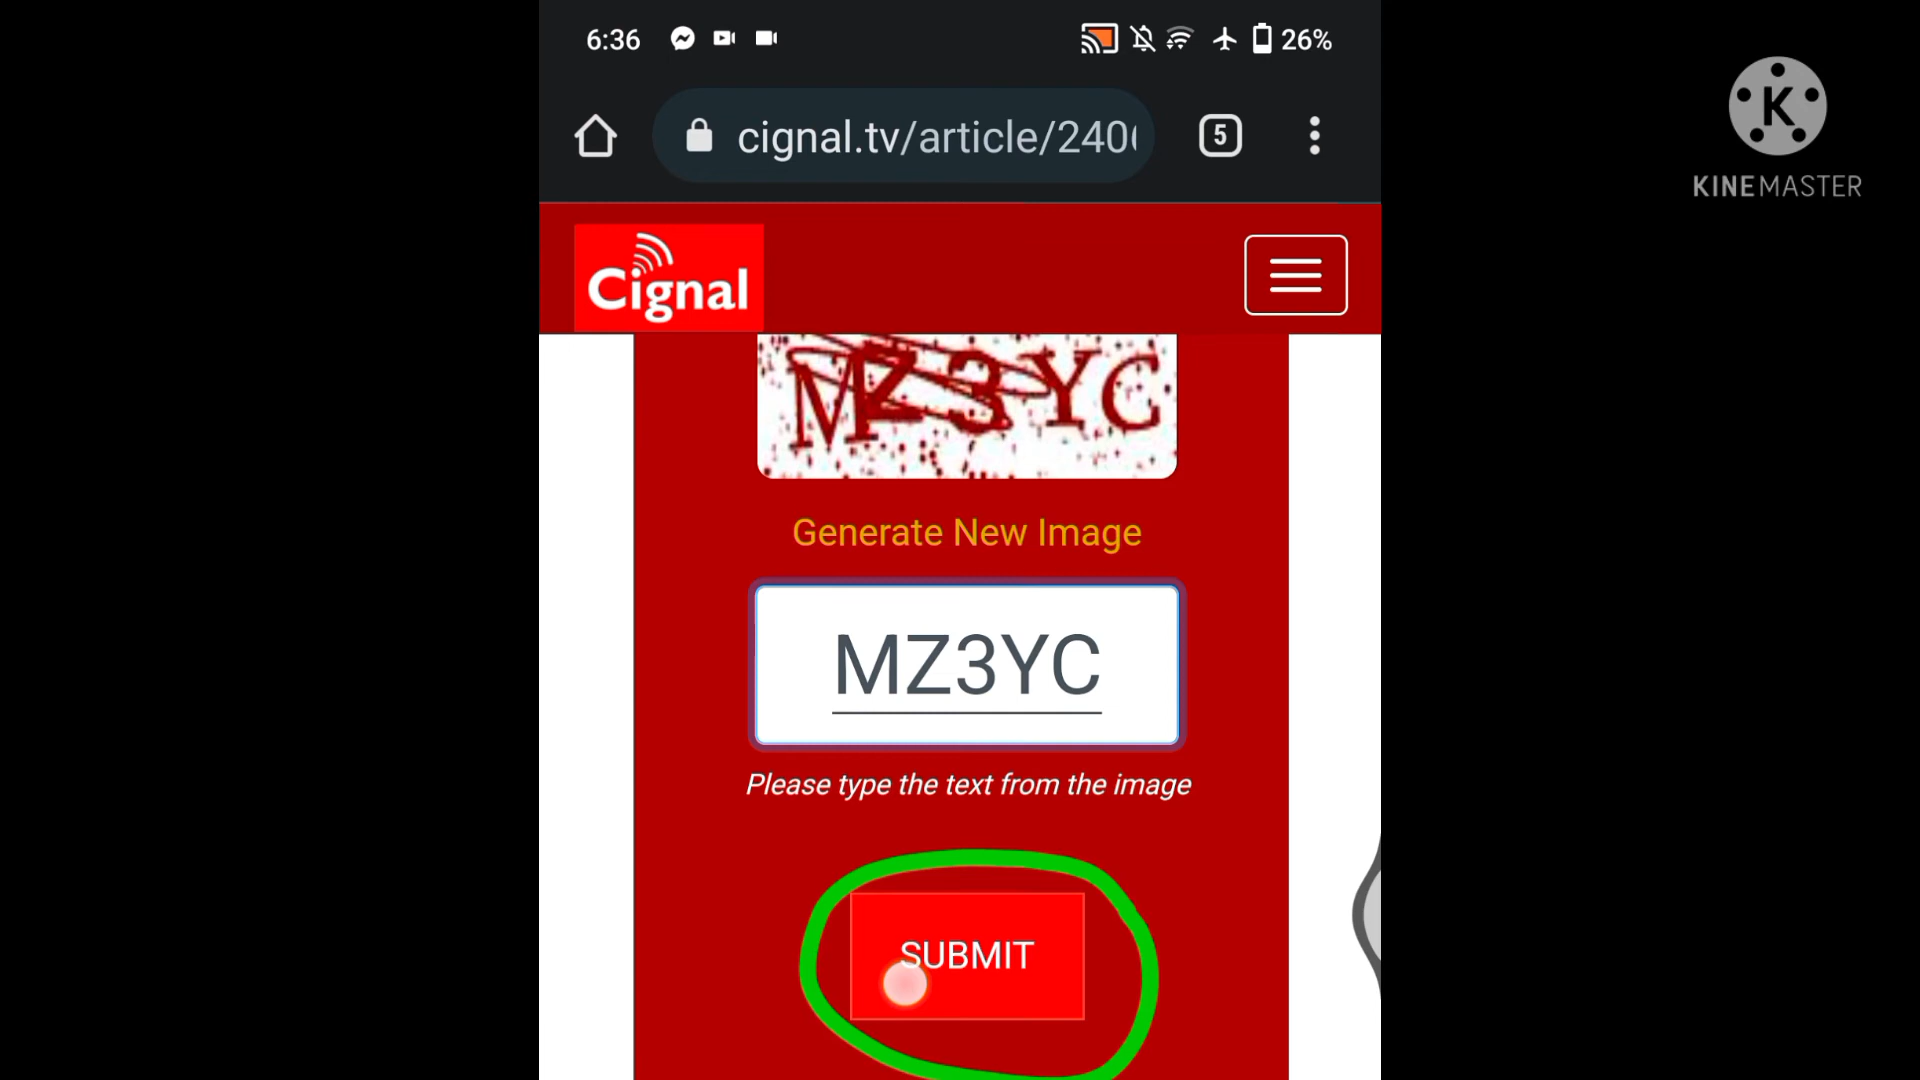 6:36
26%
cignal.tv/article/240
5
K
KINEMASTER
Cignal
MZ3YC
Generate New Image
MZ3YC
Please type the text from the image
SUBMIT